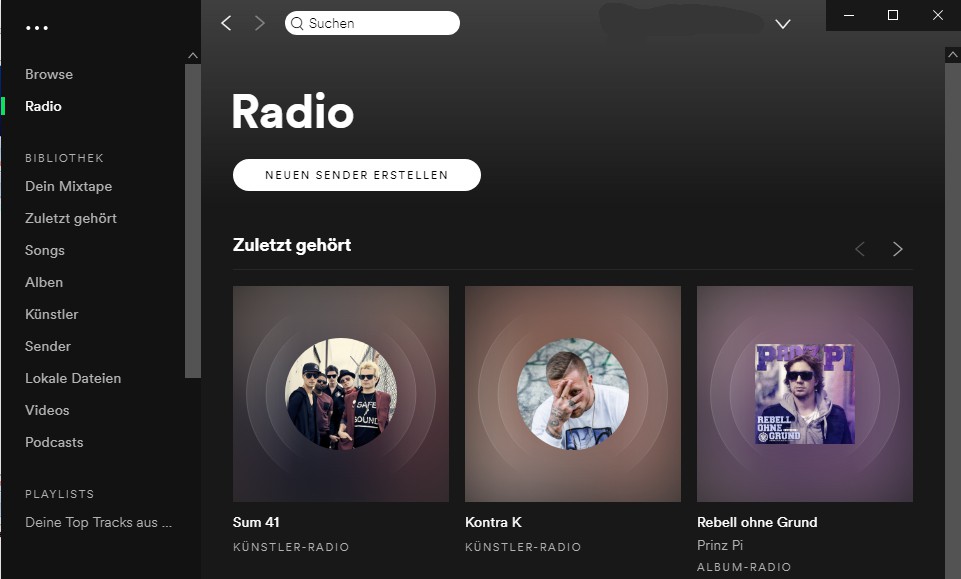 Suchen
Browse
Radio
BIBLIOTHEK
Dein Mixtape
Zuletzt gehört
Songs
Alben
Künstler
Sender
Lokale Dateien
Videos
Podcasts
PLAYLISTS
Deine Top Tracks aus ...
Radio
NEUEN SENDER ERSTELLEN
Zuletzt gehört
SAFE
SOUND
PRINZ PI
REBELL
OHNE
GRUND
Sum 41
KÜNSTLER-RADIO
Kontra K
KÜNSTLER-RADIO
Rebell ohne Grund
Prinz Pi
ALBUM-RADIO